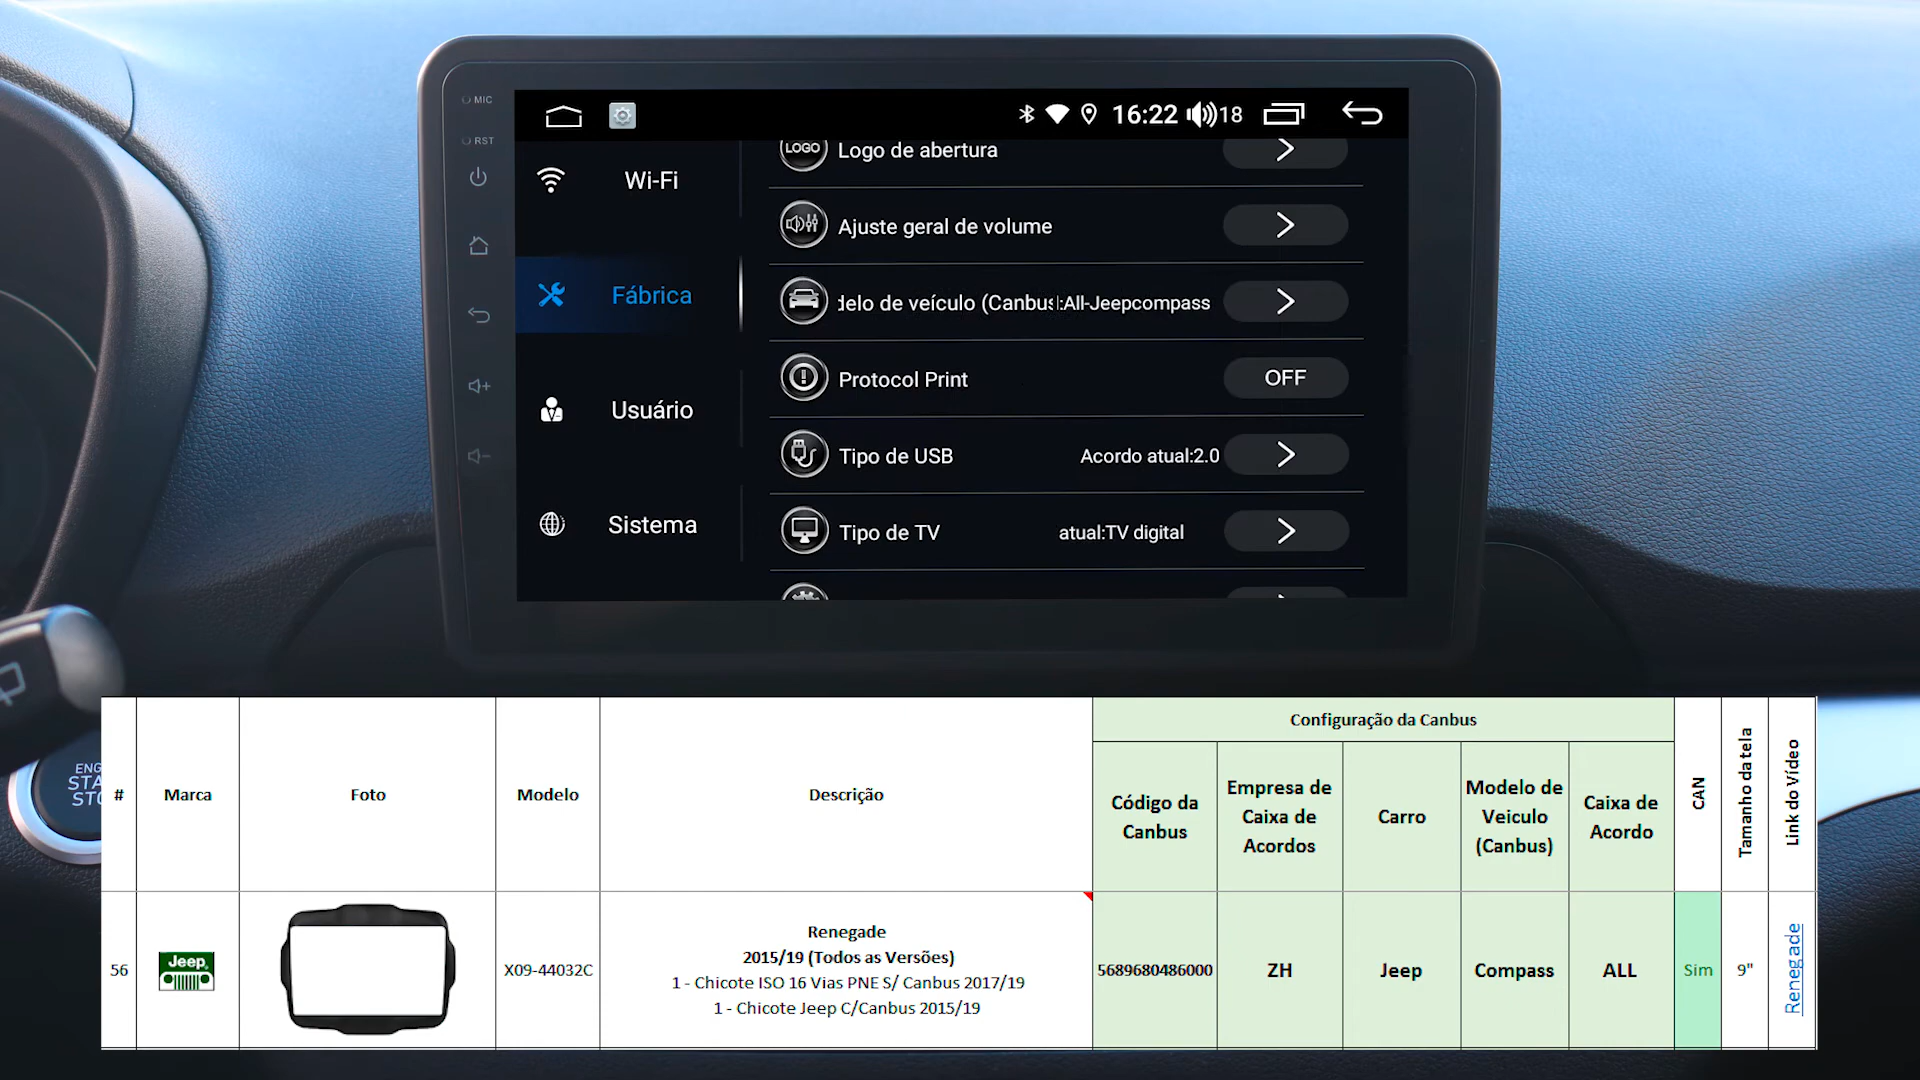 MIC
16:22
18
RST
LOGO
Logo de abertura
Wi-Fi
Ajuste geral de volume
Fábrica
delo de veículo (Canbus
:All-Jeepcompass
Protocol Print
OFF
Usuário
Tipo de USB
Acordo atual:2.0
Sistema
Tipo de TV
atual:TV digital
ENG
STA
STO
#
Marca
Foto
Modelo
Descrição
Configuração da Canbus
Código da
Canbus
Empresa de
Caixa de
Acordos
Carro
Modelo de
Veiculo
(Canbus)
Caixa de
Acordo
CAN
Tamanho da tela
Link do Vídeo
56
Jeep
X09-44032C
Renegade
2015/19 (Todos as Versões)
1 - Chicote ISO 16 Vias PNE S/ Canbus 2017/19
1 - Chicote Jeep C/Canbus 2015/19
5689680486000
ZH
Jeep
Compass
ALL
Sim
9"
Renegade